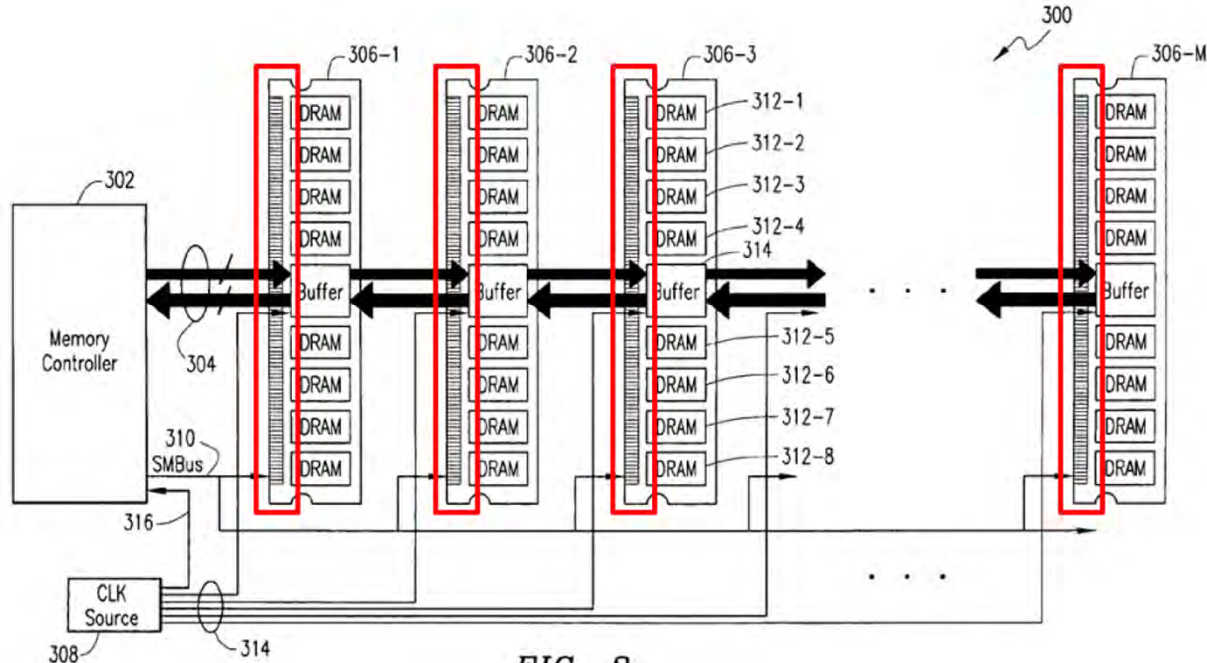 300
306-1
306-2
306-3
306-M
DRAM DRAM DRAM DRAM
312-1
DRAM DRAM DRAM DRAM
312-2
302
DRAM DRAM DRAM DRAM
312-3
DRAM DRAM DRAM DRAM
312-4
314
Buffer Buffer Buffer . . . Buffer
Memory
Controller
304
DRAM DRAM DRAM DRAM
312-5
DRAM DRAM DRAM DRAM
312-6
DRAM DRAM DRAM DRAM
312-7
310
SMBus
DRAM DRAM DRAM DRAM
312-8
316
CLK
Source
. . .
308
314